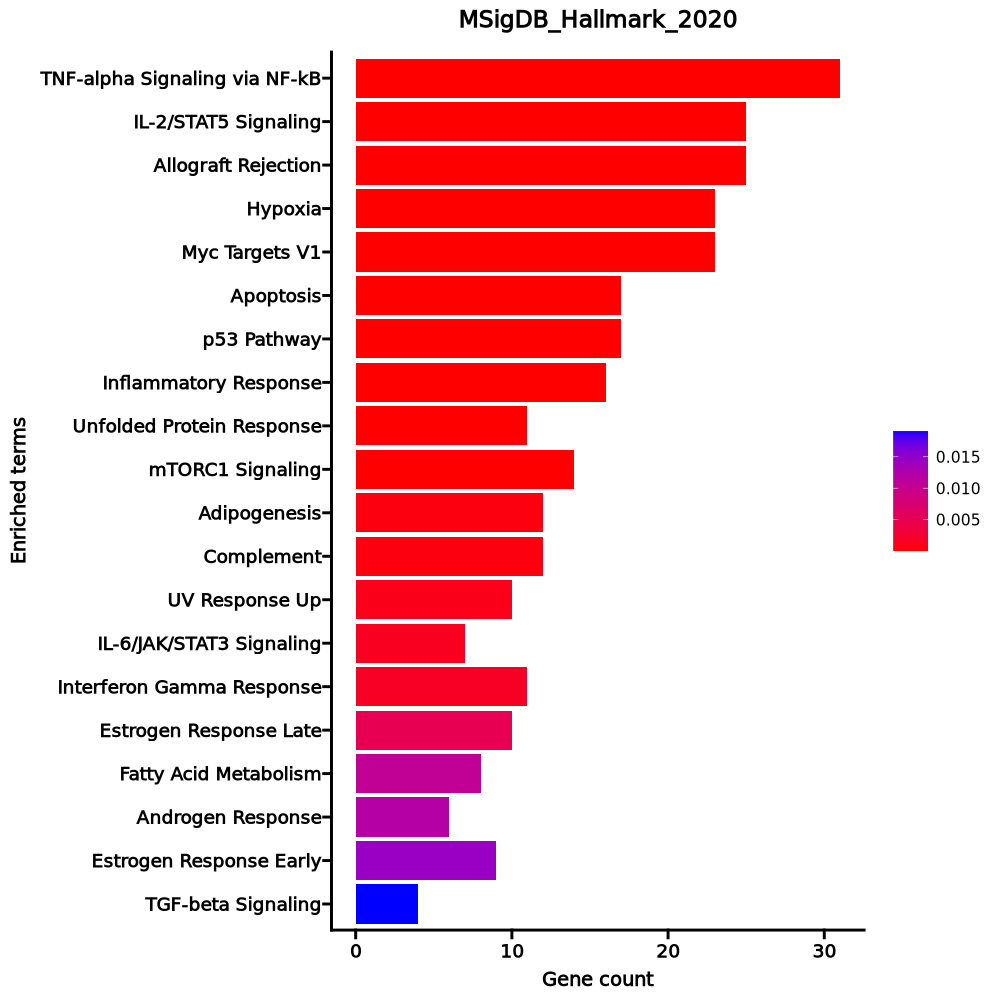 MSigDB_Hallmark_2020
TNF-alpha Signaling via NF-kB
IL-2/STAT5 Signaling
Allograft Rejection
Hypoxia
Myc Targets V1
Apoptosis
p53 Pathway
Inflammatory Response
Unfolded Protein Response
mTORC1 Signaling
Adipogenesis
Complement
UV Response Up
IL-6/JAK/STAT3 Signaling
Interferon Gamma Response
Estrogen Response Late
Fatty Acid Metabolism
Androgen Response
Estrogen Response Early
TGF-beta Signaling
Enriched terms
0 10 20 30
Gene count
0.015
0.010
0.005